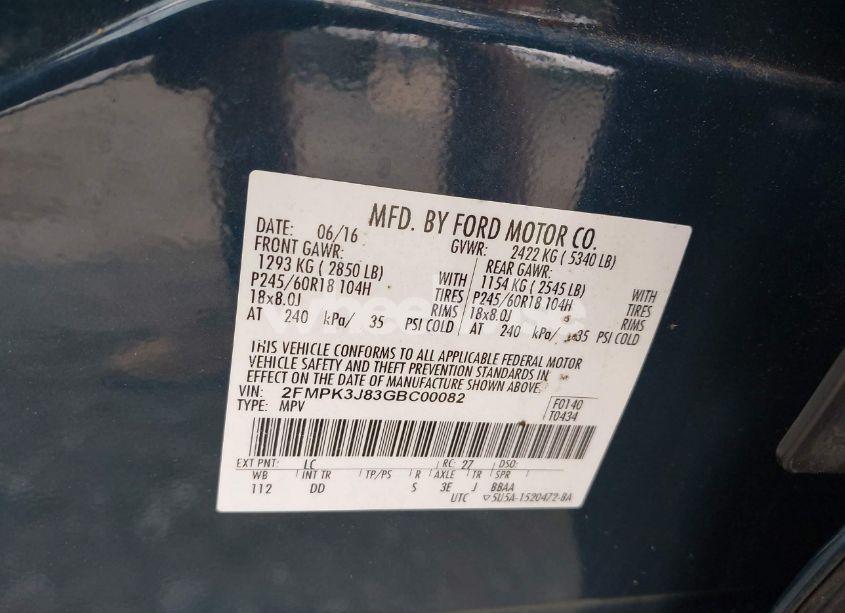 MFD. BY FORD MOTOR CO.
DATE: 06/16 GVWR: 2422 KG ( 5340 LB)
FRONT GAWR: REAR GAWR:
1293 KG ( 2850 LB) WITH 1154 KG ( 2545 LB) WITH
P245/60R18 104H TIRES P245/60R18 104H TIRES
18x8.0J RIMS 18x8.0J RIMS
AT 240 kPa/ 35 PSI COLD AT 240 kPa/ 35 PSI COLD
THIS VEHICLE CONFORMS TO ALL APPLICABLE FEDERAL MOTOR
VEHICLE SAFETY AND THEFT PREVENTION STANDARDS IN
EFFECT ON THE DATE OF MANUFACTURE SHOWN ABOVE.
VIN: 2FMPK3J83GBC00082
TYPE: MPV
F0140
T0434
EXT PNT: LC RC: 27 DSO:
WB INT TR TP/PS R AXLE TR SPR
112 DD S 3E J BBAA
UTC ▽5U5A-1520472-BA